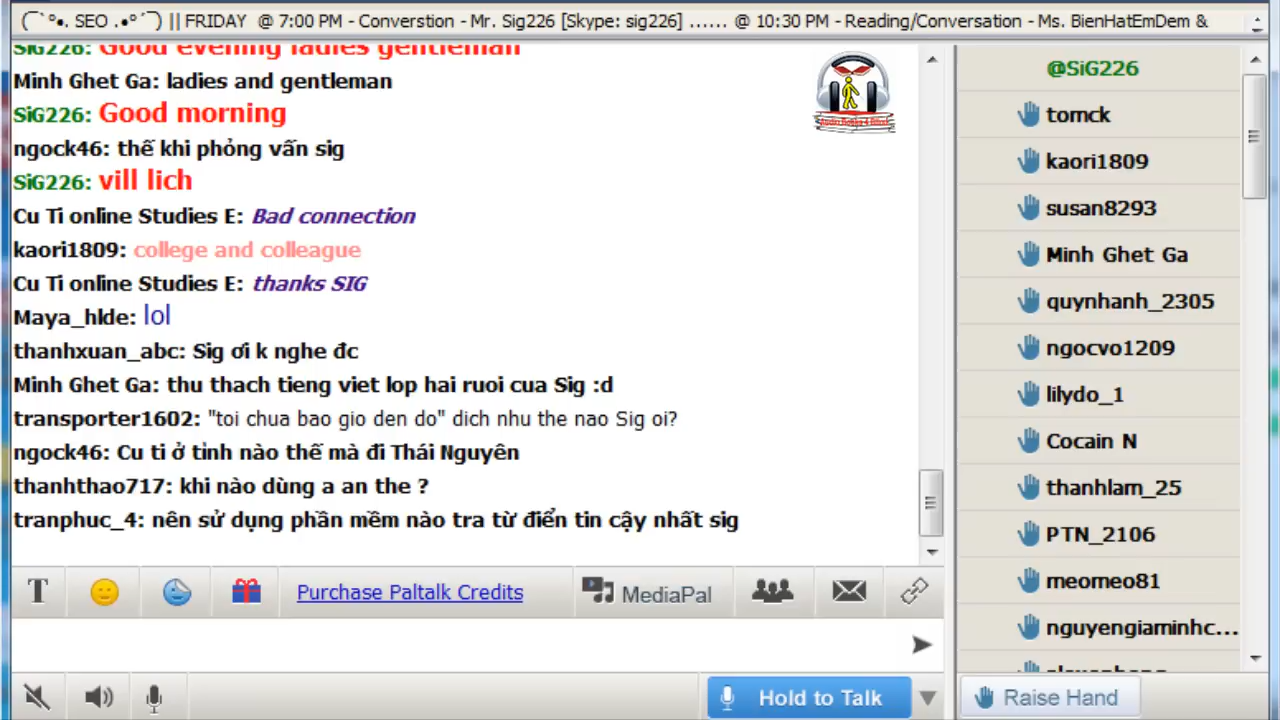 (¯`°•. SEO .•°´¯) || FRIDAY @ 7:00 PM - Converstion - Mr. Sig226 [Skype: sig226] ...... @ 10:30 PM - Reading/Conversation - Ms. BienHatEmDem &
SiG226: Good evening ladies gentleman
Minh Ghet Ga: ladies and gentleman
SiG226: Good morning
ngock46: thế khi phỏng vấn sig
SiG226: vill lich
Cu Ti online Studies E: Bad connection
kaori1809: college and colleague
Cu Ti online Studies E: thanks SIG
Maya_hlde: lol
thanhxuan_abc: Sig ơi k nghe đc
Minh Ghet Ga: thu thach tieng viet lop hai ruoi cua Sig :d
transporter1602: "toi chua bao gio den do" dich nhu the nao Sig oi?
ngock46: Cu ti ở tỉnh nào thế mà đi Thái Nguyên
thanhthao717: khi nào dùng a an the ?
tranphuc_4: nên sử dụng phần mềm nào tra từ điển tin cậy nhất sig
T
Purchase Paltalk Credits
MediaPal
Hold to Talk
@SiG226
tomck
kaori1809
susan8293
Minh Ghet Ga
quynhanh_2305
ngocvo1209
lilydo_1
Cocain N
thanhlam_25
PTN_2106
meomeo81
nguyengiaminhc...
Raise Hand